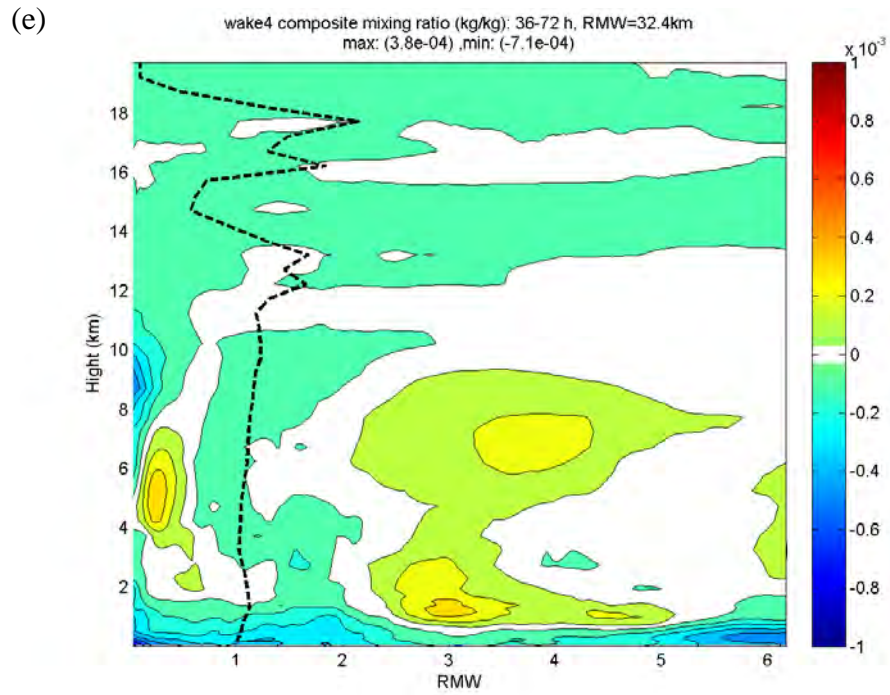 (e)
wake4 composite mixing ratio (kg/kg): 36-72 h, RMW=32.4km
max: (3.8e-04) ,min: (-7.1e-04)
x 10⁻³
1
0.8
0.6
0.4
0.2
0
-0.2
-0.4
-0.6
-0.8
-1
18
16
14
12
10
8
6
4
2
Hight (km)
1 2 3 4 5 6
RMW